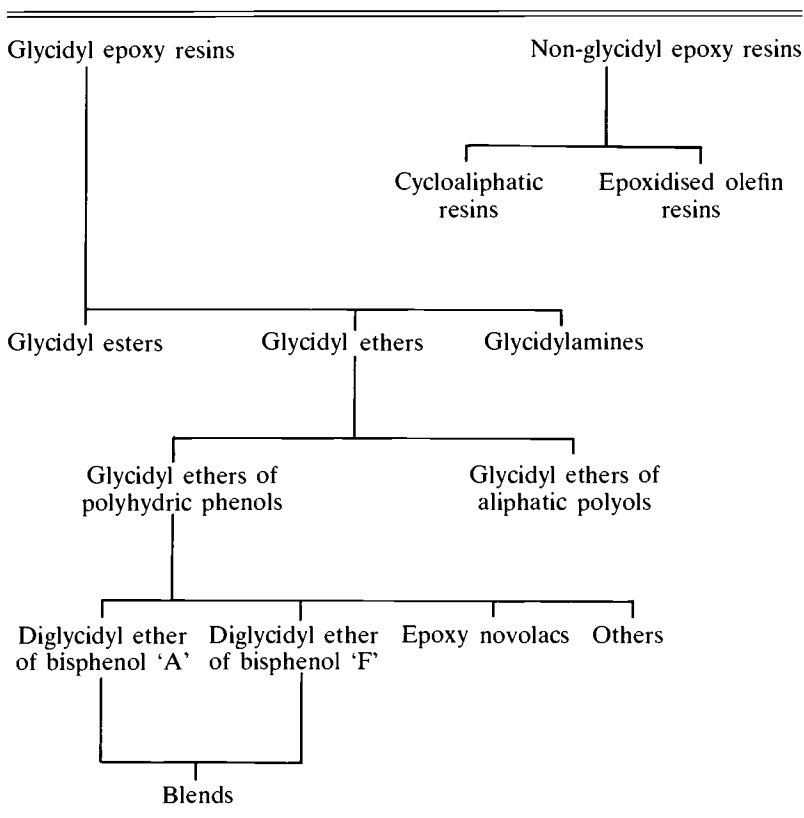 Glycidyl epoxy resins
Non-glycidyl epoxy resins
Cycloaliphatic
resins
Epoxidised olefin
resins
Glycidyl esters
Glycidyl ethers
Glycidylamines
Glycidyl ethers of
polyhydric phenols
Glycidyl ethers of
aliphatic polyols
Diglycidyl ether
of bisphenol ‘A’
Diglycidyl ether
of bisphenol ‘F’
Epoxy novolacs
Others
Blends